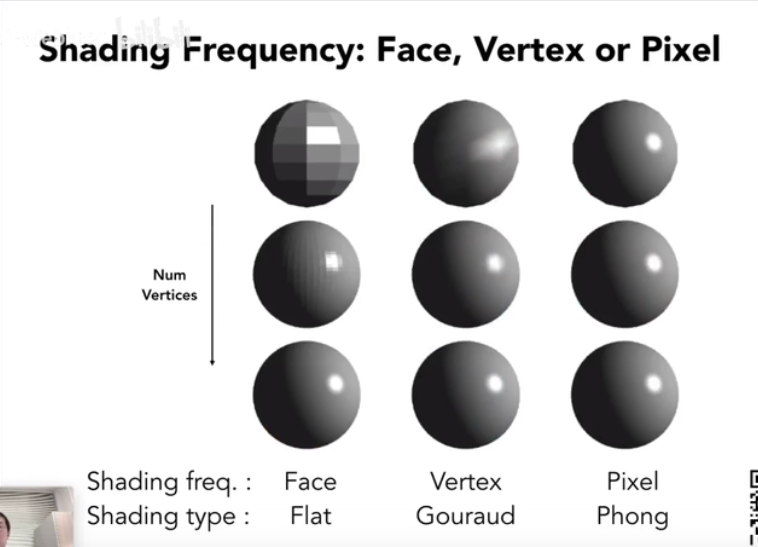 Shading Frequency: Face, Vertex or Pixel
Num
Vertices
Shading freq. : Face Vertex Pixel
Shading type : Flat Gouraud Phong